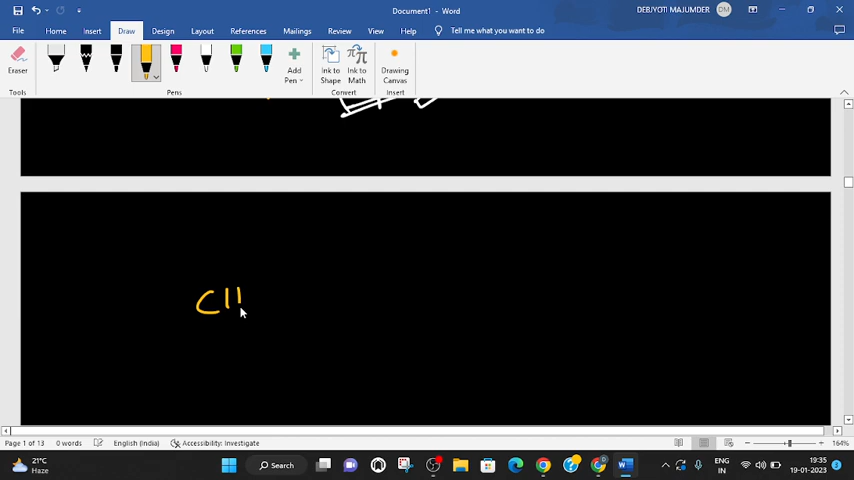 Document1 - Word
DEBJYOTI MAJUMDER DM
File Home Insert Draw Design Layout References Mailings Review View Help Tell me what you want to do
Eraser
Add Pen
Ink to Shape
Ink to Math
Drawing Canvas
Tools Pens Convert Insert
Page 1 of 13 0 words English (India) Accessibility: Investigate 164%
21°C
Haze
Search
ENG
IN
19:35
19-01-2023
3